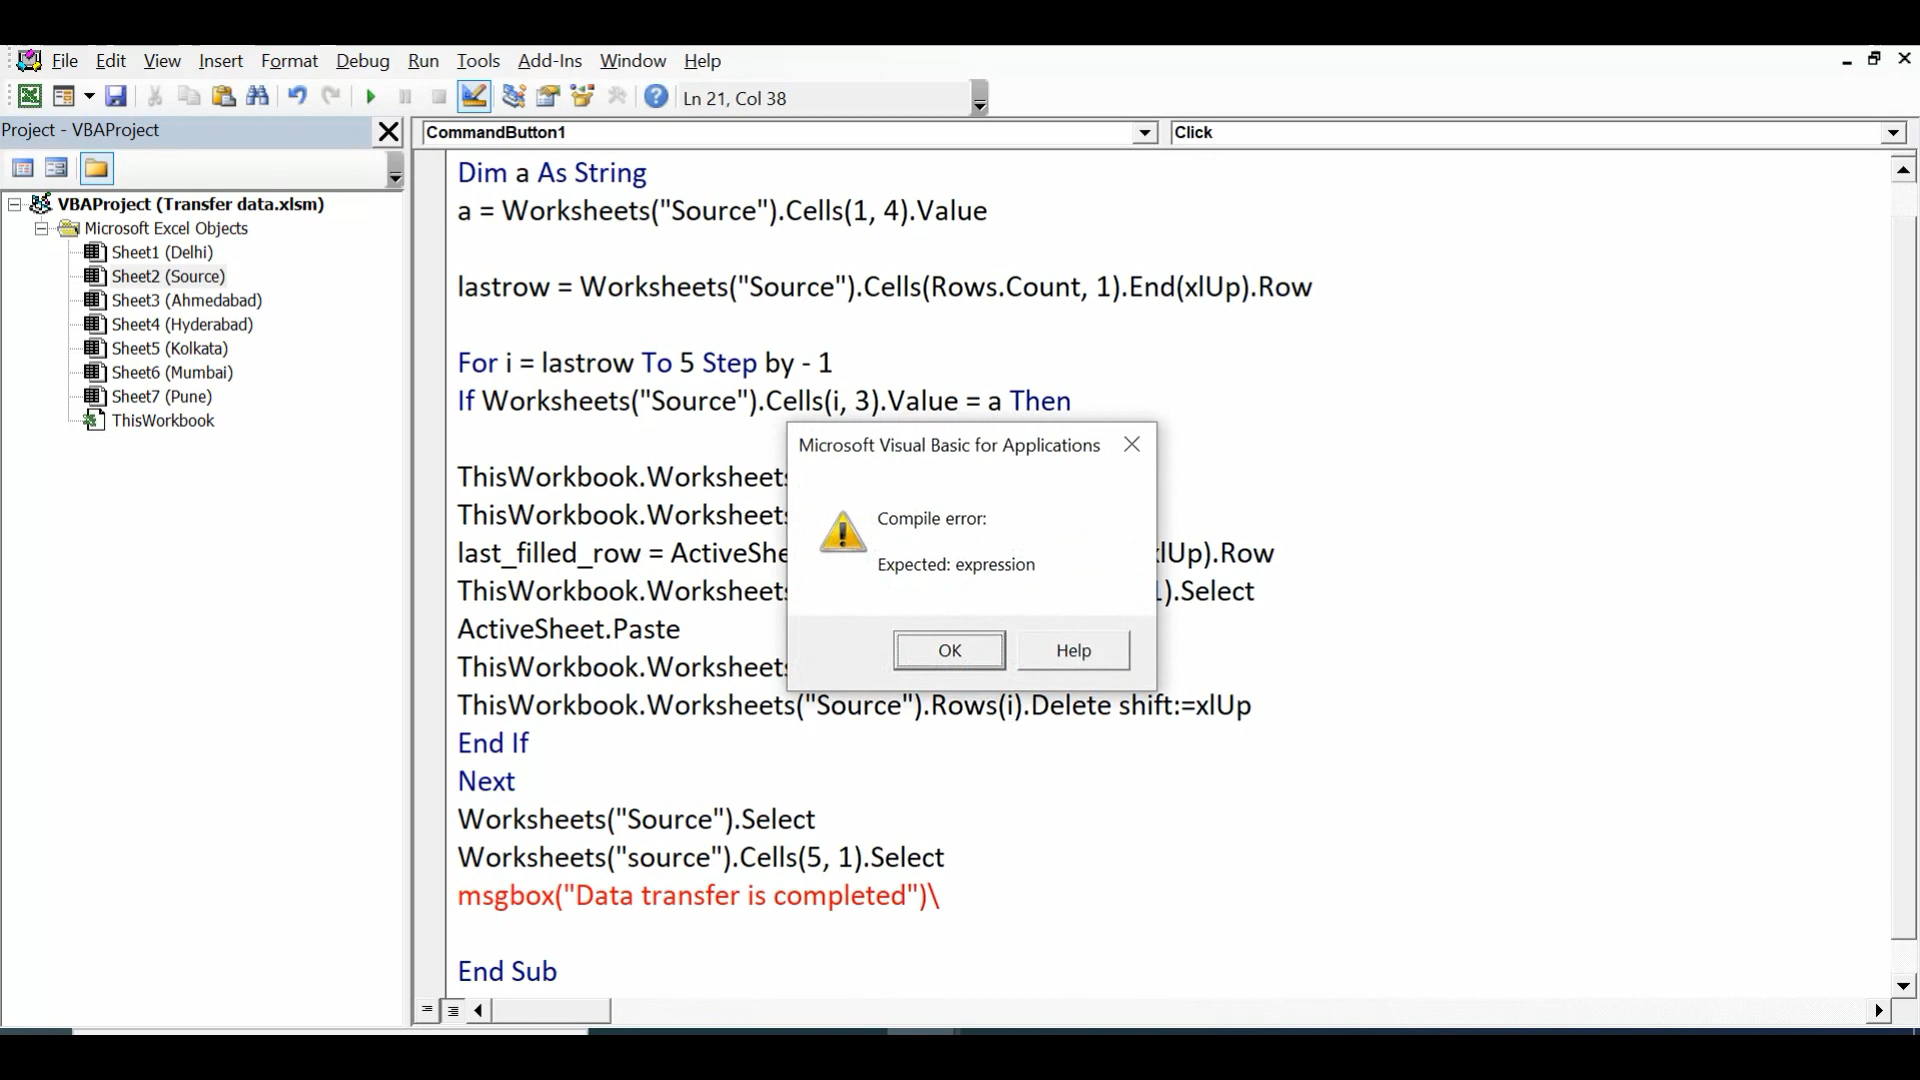 File Edit View Insert Format Debug Run Tools Add-Ins Window Help
Ln 21, Col 38
Project - VBAProject
CommandButton1
Click
VBAProject (Transfer data.xlsm)
Microsoft Excel Objects
Sheet1 (Delhi)
Sheet2 (Source)
Sheet3 (Ahmedabad)
Sheet4 (Hyderabad)
Sheet5 (Kolkata)
Sheet6 (Mumbai)
Sheet7 (Pune)
ThisWorkbook
Dim a As String
a = Worksheets("Source").Cells(1, 4).Value
lastrow = Worksheets("Source").Cells(Rows.Count, 1).End(xlUp).Row
For i = lastrow To 5 Step by - 1
If Worksheets("Source").Cells(i, 3).Value = a Then
ThisWorkbook.Worksheets
ThisWorkbook.Worksheets
last_filled_row = ActiveShe xlUp).Row
ThisWorkbook.Worksheets 1).Select
ActiveSheet.Paste
ThisWorkbook.Worksheets
ThisWorkbook.Worksheets("Source").Rows(i).Delete shift:=xlUp
End If
Next
Worksheets("Source").Select
Worksheets("source").Cells(5, 1).Select
msgbox("Data transfer is completed")\
End Sub
Microsoft Visual Basic for Applications
Compile error:
Expected: expression
OK
Help